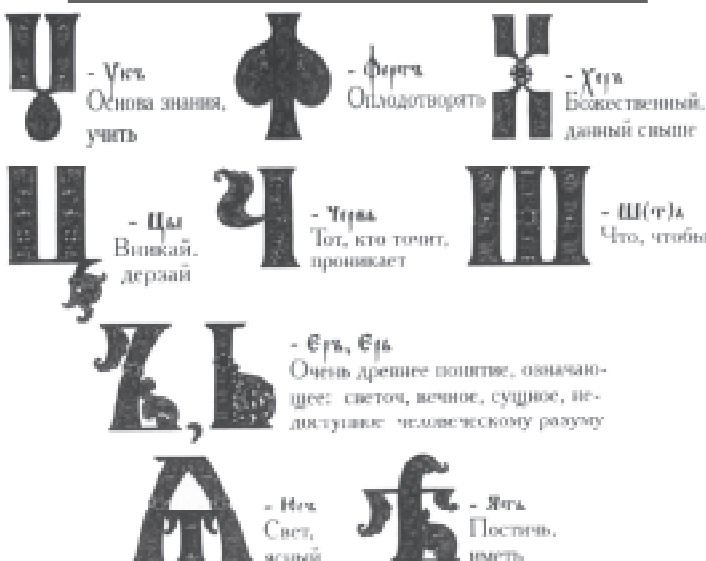 - Укъ
Основа знания,
учить
- Фертъ
Оплодотворять
- Херъ
Божественный,
данный свыше
- Цы
Вникай,
дерзай
- Червь
Тот, кто точит,
проникает
- Ш(т)а
Что, чтобы
Ъ, Ь
- Еръ, Ерь
Очень древнее понятие, означаю-
щее: светоч, вечное, сущное, не-
доступное человеческому разуму
Свет,
ясный
- Ять
Постичь,
иметь